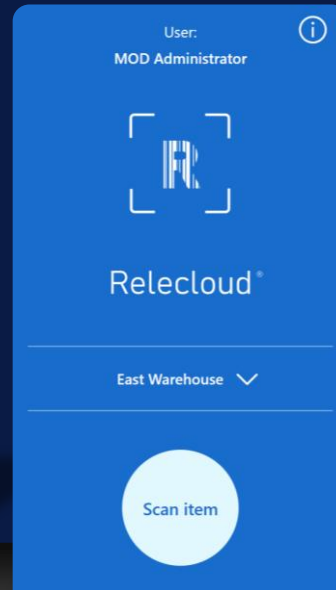 User:
MOD Administrator
R
Relecloud®
East Warehouse
Scan item